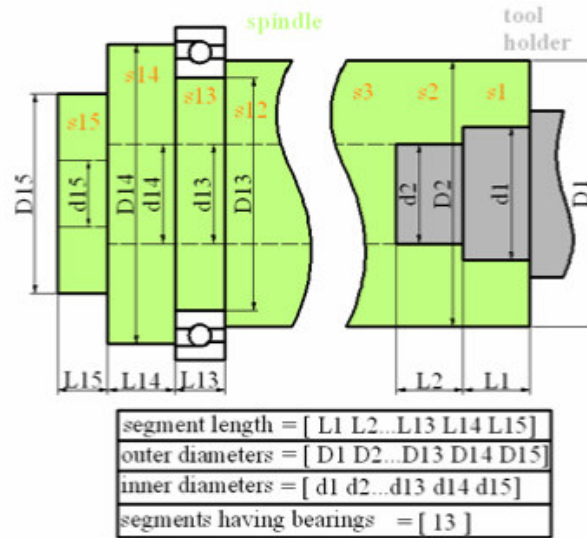 spindle
tool
holder
s15
s14
s13
s12
s3
s2
s1
D15
d15
D14
d14
d13
D13
d2
D2
d1
D1
L15
L14
L13
L2
L1
segment length = [ L1 L2...L13 L14 L15]
outer diameters = [ D1 D2...D13 D14 D15]
inner diameters = [ d1 d2...d13 d14 d15]
segments having bearings = [ 13 ]